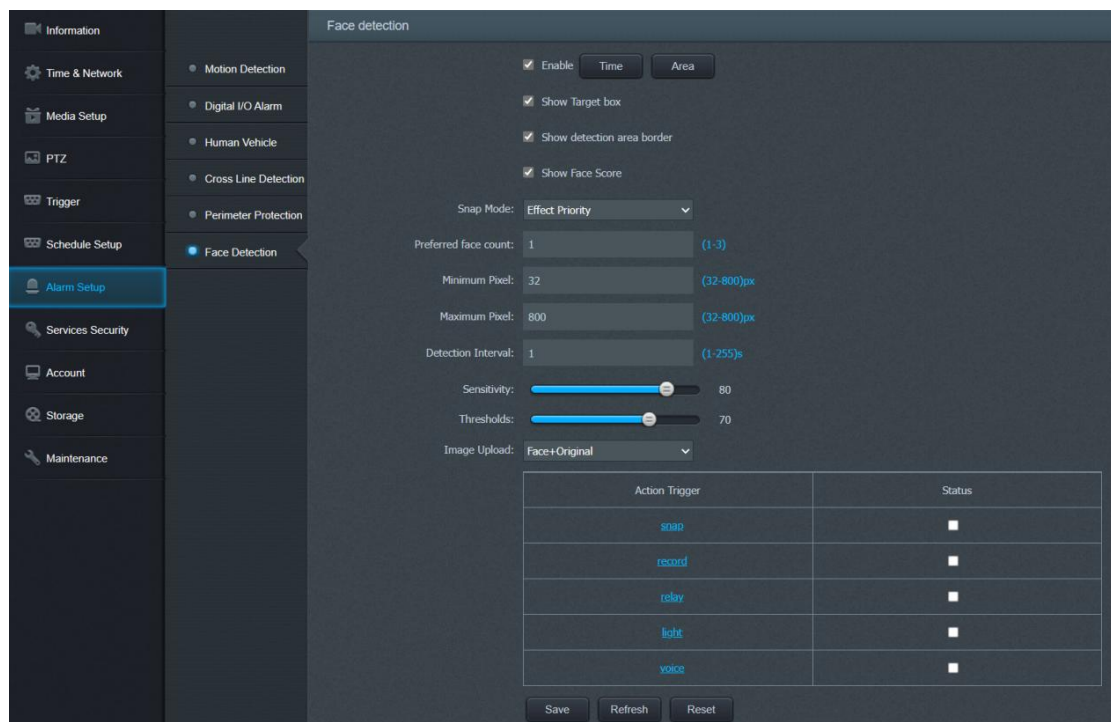 Information
Time & Network
Media Setup
PTZ
Trigger
Schedule Setup
Alarm Setup
Services Security
Account
Storage
Maintenance
Motion Detection
Digital I/O Alarm
Human Vehicle
Cross Line Detection
Perimeter Protection
Face Detection
Face detection
Enable Time Area
Show Target box
Show detection area border
Show Face Score
Snap Mode: Effect Priority
Preferred face count: 1 (1-3)
Minimum Pixel: 32 (32-800)px
Maximum Pixel: 800 (32-800)px
Detection Interval: 1 (1-255)s
Sensitivity: 80
Thresholds: 70
Image Upload: Face+Original
Action Trigger Status
snap
record
relay
light
voice
Save Refresh Reset